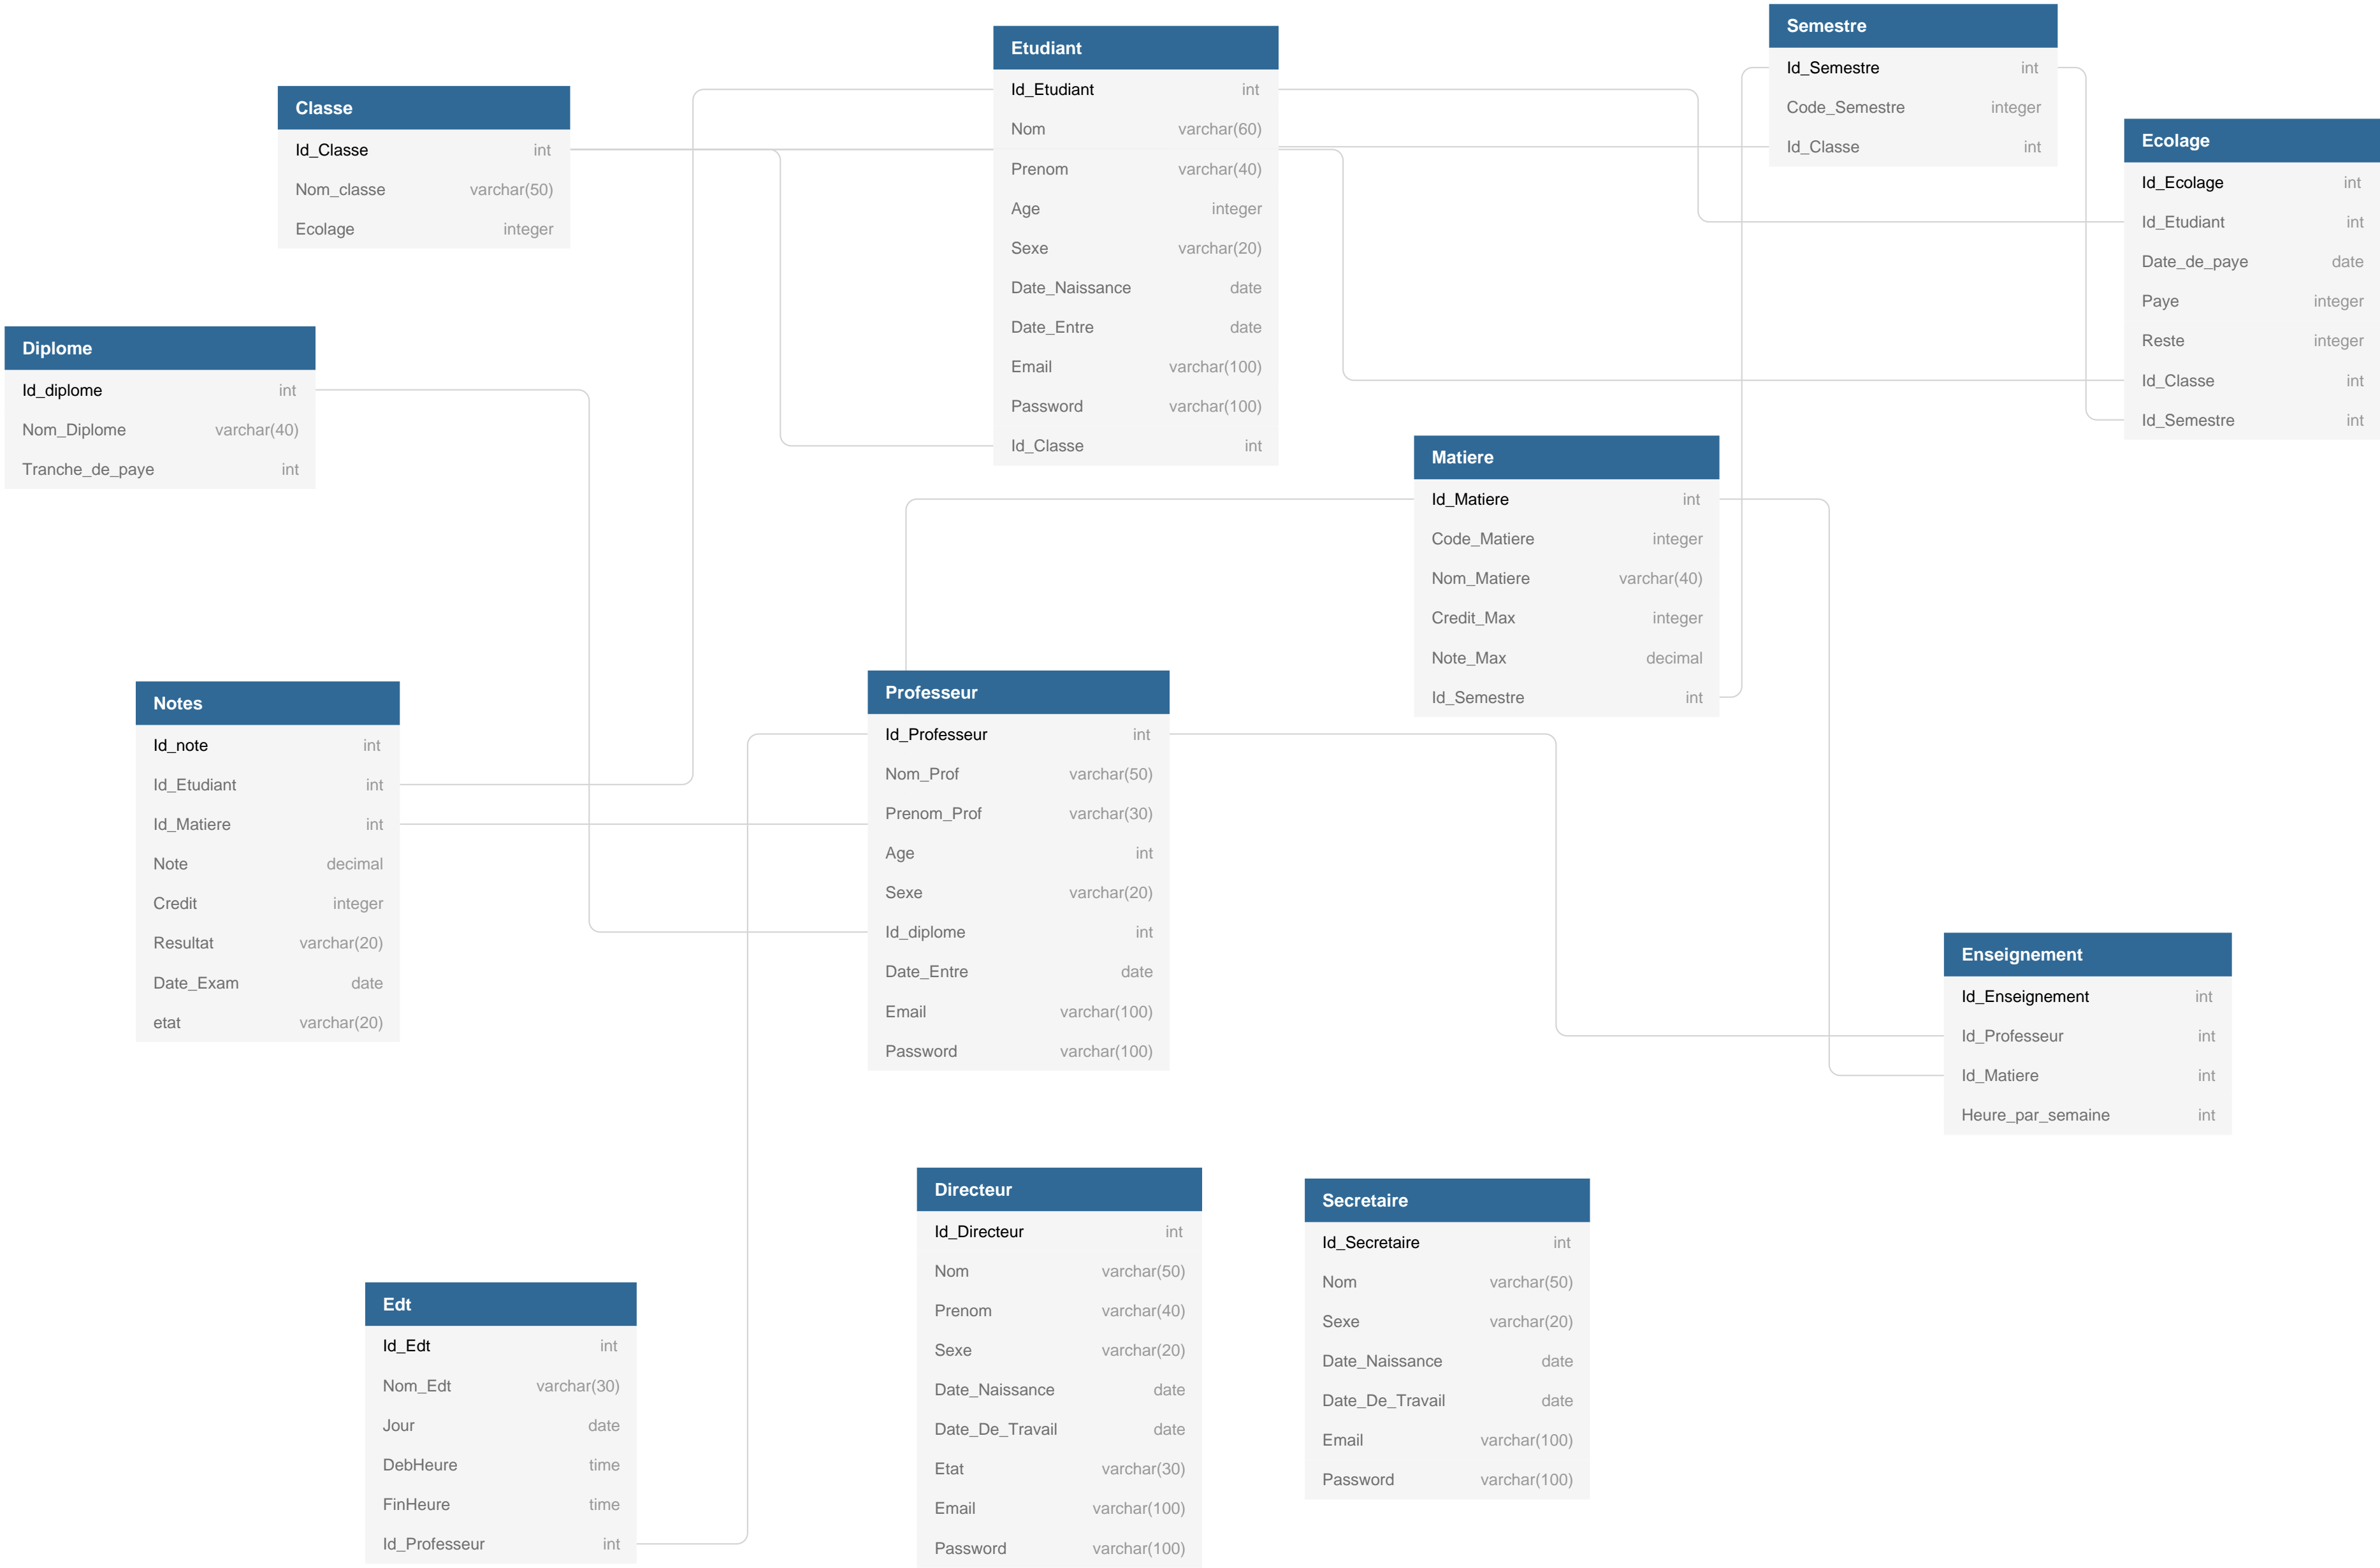 Classe
Id_Classe int
Nom_classe varchar(50)
Ecolage integer
Diplome
Id_diplome int
Nom_Diplome varchar(40)
Tranche_de_paye int
Etudiant
Id_Etudiant int
Nom varchar(60)
Prenom varchar(40)
Age integer
Sexe varchar(20)
Date_Naissance date
Date_Entre date
Email varchar(100)
Password varchar(100)
Id_Classe int
Semestre
Id_Semestre int
Code_Semestre integer
Id_Classe int
Ecolage
Id_Ecolage int
Id_Etudiant int
Date_de_paye date
Paye integer
Reste integer
Id_Classe int
Id_Semestre int
Matiere
Id_Matiere int
Code_Matiere integer
Nom_Matiere varchar(40)
Credit_Max integer
Note_Max decimal
Id_Semestre int
Notes
Id_note int
Id_Etudiant int
Id_Matiere int
Note decimal
Credit integer
Resultat varchar(20)
Date_Exam date
etat varchar(20)
Professeur
Id_Professeur int
Nom_Prof varchar(50)
Prenom_Prof varchar(30)
Age int
Sexe varchar(20)
Id_diplome int
Date_Entre date
Email varchar(100)
Password varchar(100)
Enseignement
Id_Enseignement int
Id_Professeur int
Id_Matiere int
Heure_par_semaine int
Edt
Id_Edt int
Nom_Edt varchar(30)
Jour date
DebHeure time
FinHeure time
Id_Professeur int
Directeur
Id_Directeur int
Nom varchar(50)
Prenom varchar(40)
Sexe varchar(20)
Date_Naissance date
Date_De_Travail date
Etat varchar(30)
Email varchar(100)
Password varchar(100)
Secretaire
Id_Secretaire int
Nom varchar(50)
Sexe varchar(20)
Date_Naissance date
Date_De_Travail date
Email varchar(100)
Password varchar(100)